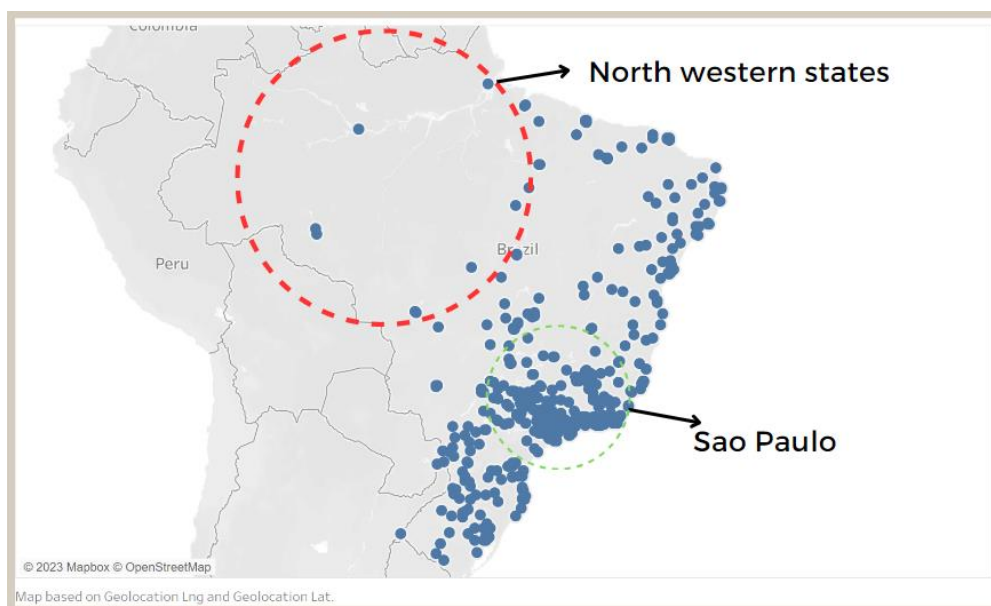 Colombia
North western states
Brazil
Peru
Sao Paulo
© 2023 Mapbox © OpenStreetMap
Map based on Geolocation Lng and Geolocation Lat.